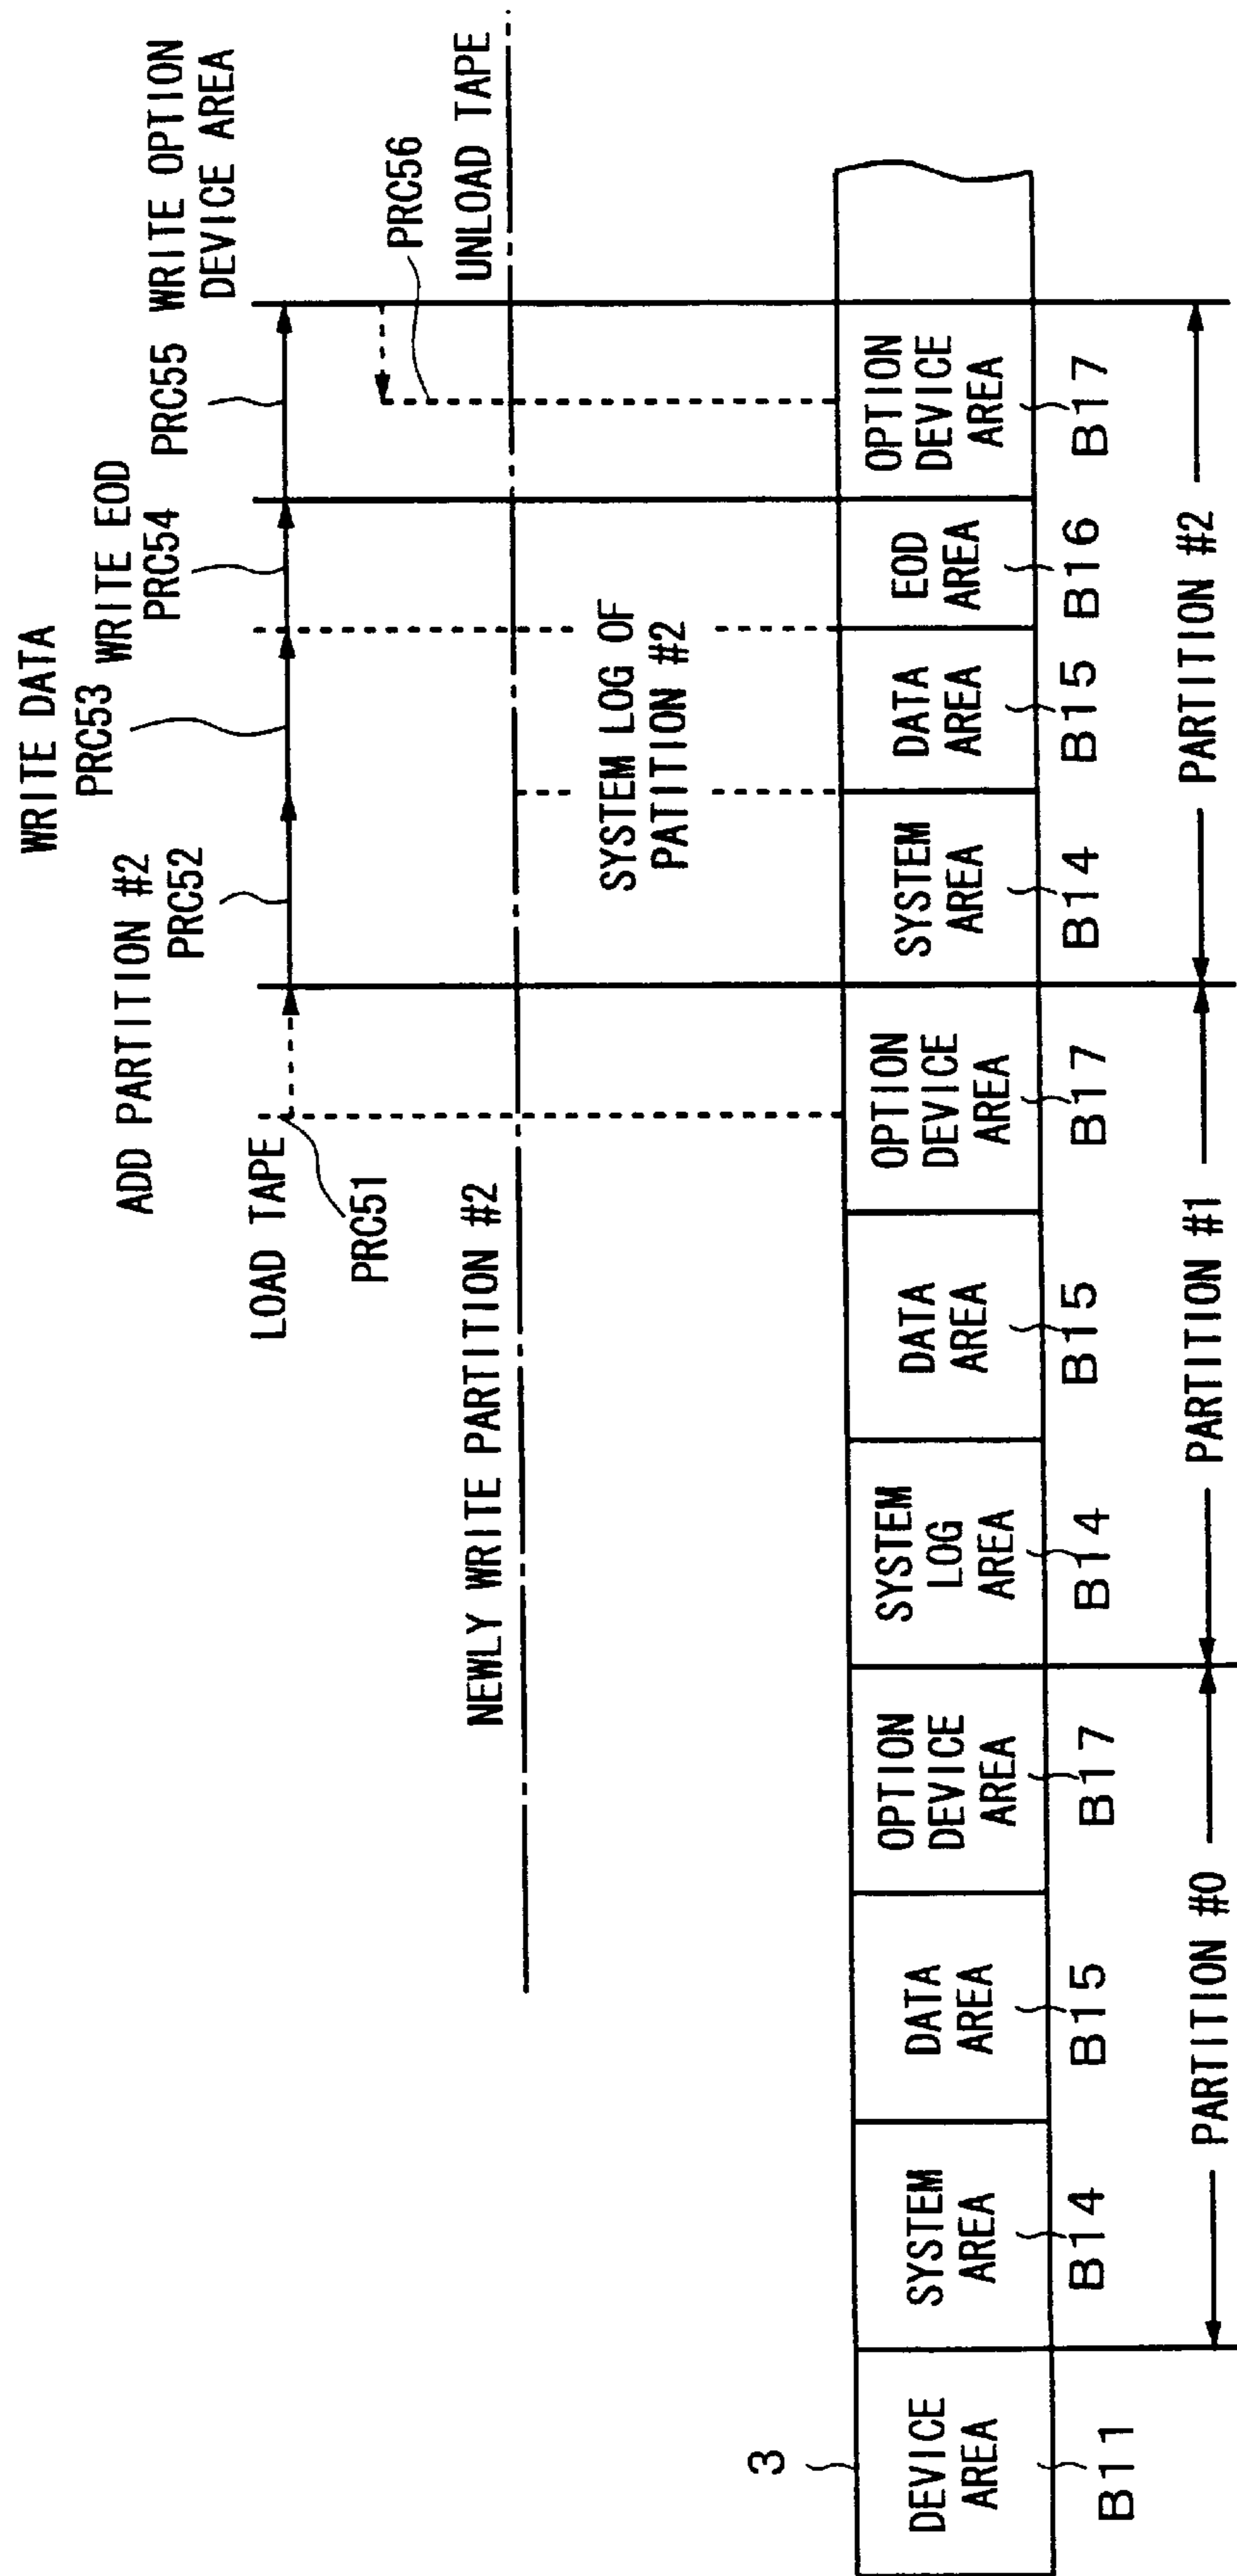 WRITE DATA
PRC53
WRITE EOD
PRC54
PRC55
WRITE OPTION
DEVICE AREA
ADD PARTITION #2
PRC52
LOAD TAPE
PRC51
PRC56
NEWLY WRITE PARTITION #2
UNLOAD TAPE
SYSTEM LOG OF
PATITION #2
3
DEVICE
AREA
B11
SYSTEM
AREA
B14
DATA
AREA
B15
OPTION
DEVICE
AREA
B17
SYSTEM
LOG
AREA
B14
DATA
AREA
B15
OPTION
DEVICE
AREA
B17
SYSTEM
AREA
B14
DATA
AREA
B15
EOD
AREA
B16
OPTION
DEVICE
AREA
B17
PARTITION #0
PARTITION #1
PARTITION #2